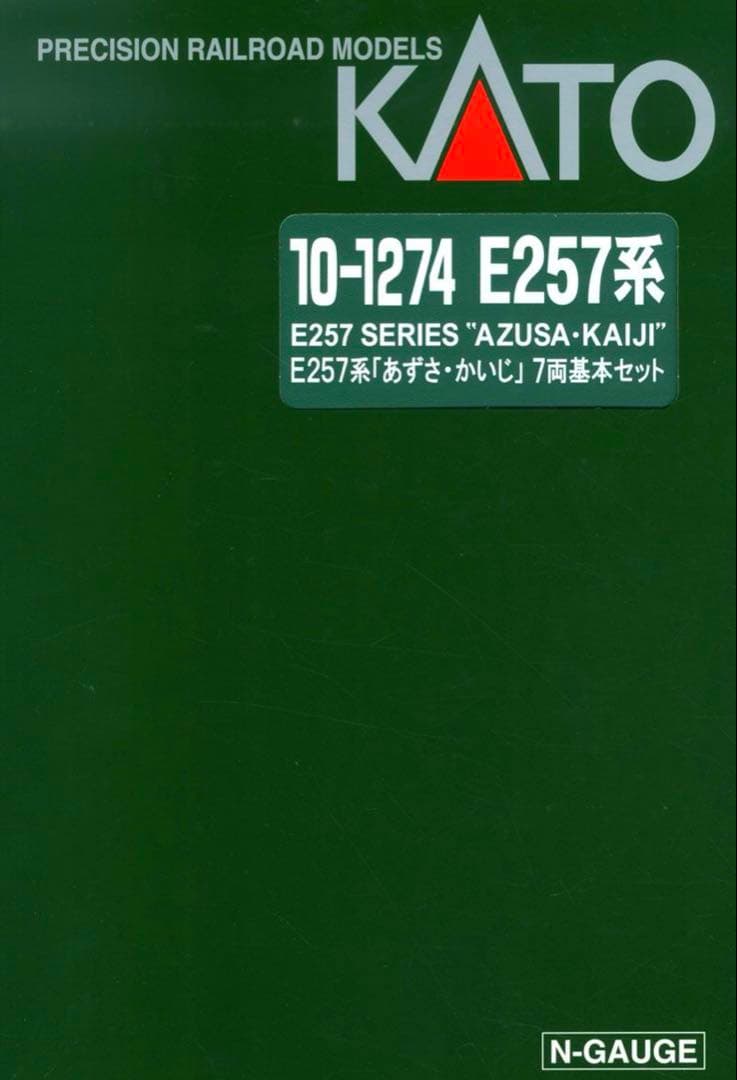 PRECISION RAILROAD MODELS
KATO
10-1274 E257系
E257 SERIES "AZUSA・KAIJI"
E257系「あずさ・かいじ」7両基本セット
N-GAUGE